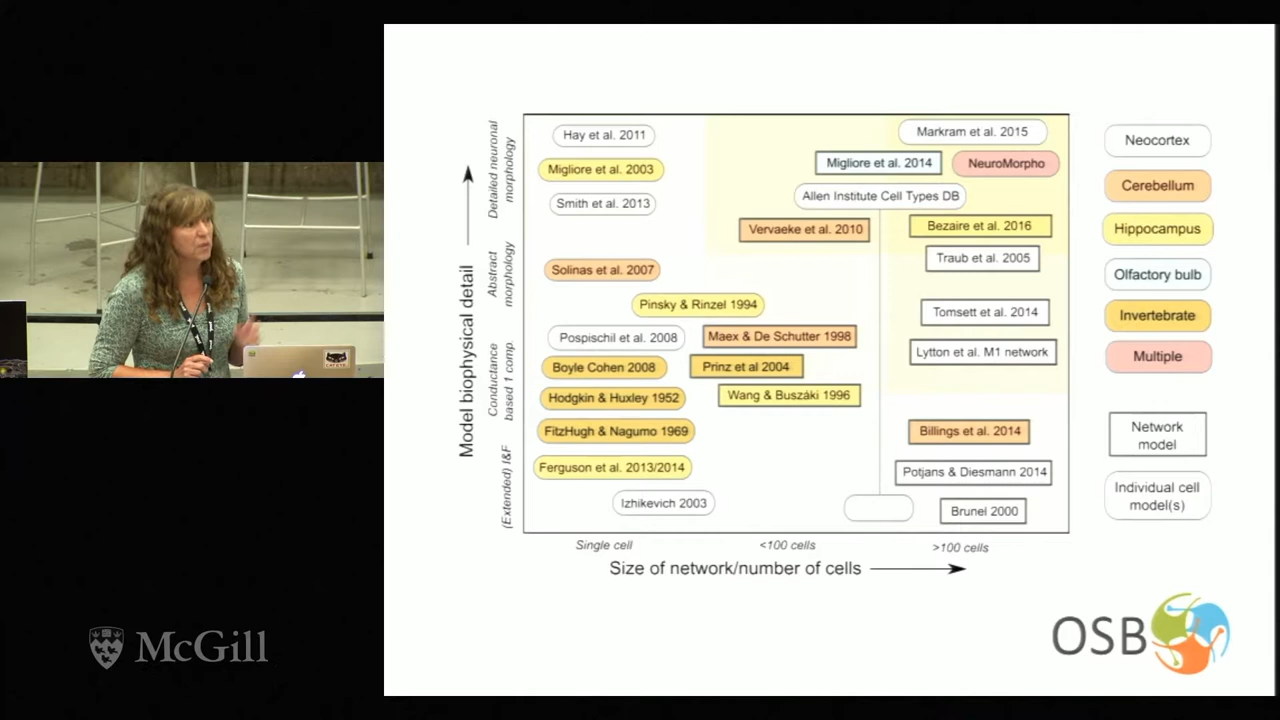 Detailed neuronal
morphology
Abstract
morphology
Conductance
based 1 comp.
(Extended) I&F
Model biophysical detail
Hay et al. 2011
Markram et al. 2015
Migliore et al. 2003
Migliore et al. 2014
NeuroMorpho
Smith et al. 2013
Allen Institute Cell Types DB
Vervaeke et al. 2010
Bezaire et al. 2016
Traub et al. 2005
Solinas et al. 2007
Pinsky & Rinzel 1994
Tomsett et al. 2014
Pospischil et al. 2008
Maex & De Schutter 1998
Lytton et al. M1 network
Boyle Cohen 2008
Prinz et al 2004
Hodgkin & Huxley 1952
Wang & Buszáki 1996
FitzHugh & Nagumo 1969
Billings et al. 2014
Ferguson et al. 2013/2014
Potjans & Diesmann 2014
Izhikevich 2003
Brunel 2000
Single cell
<100 cells
>100 cells
Size of network/number of cells
Neocortex
Cerebellum
Hippocampus
Olfactory bulb
Invertebrate
Multiple
Network
model
Individual cell
model(s)
McGill
OSB